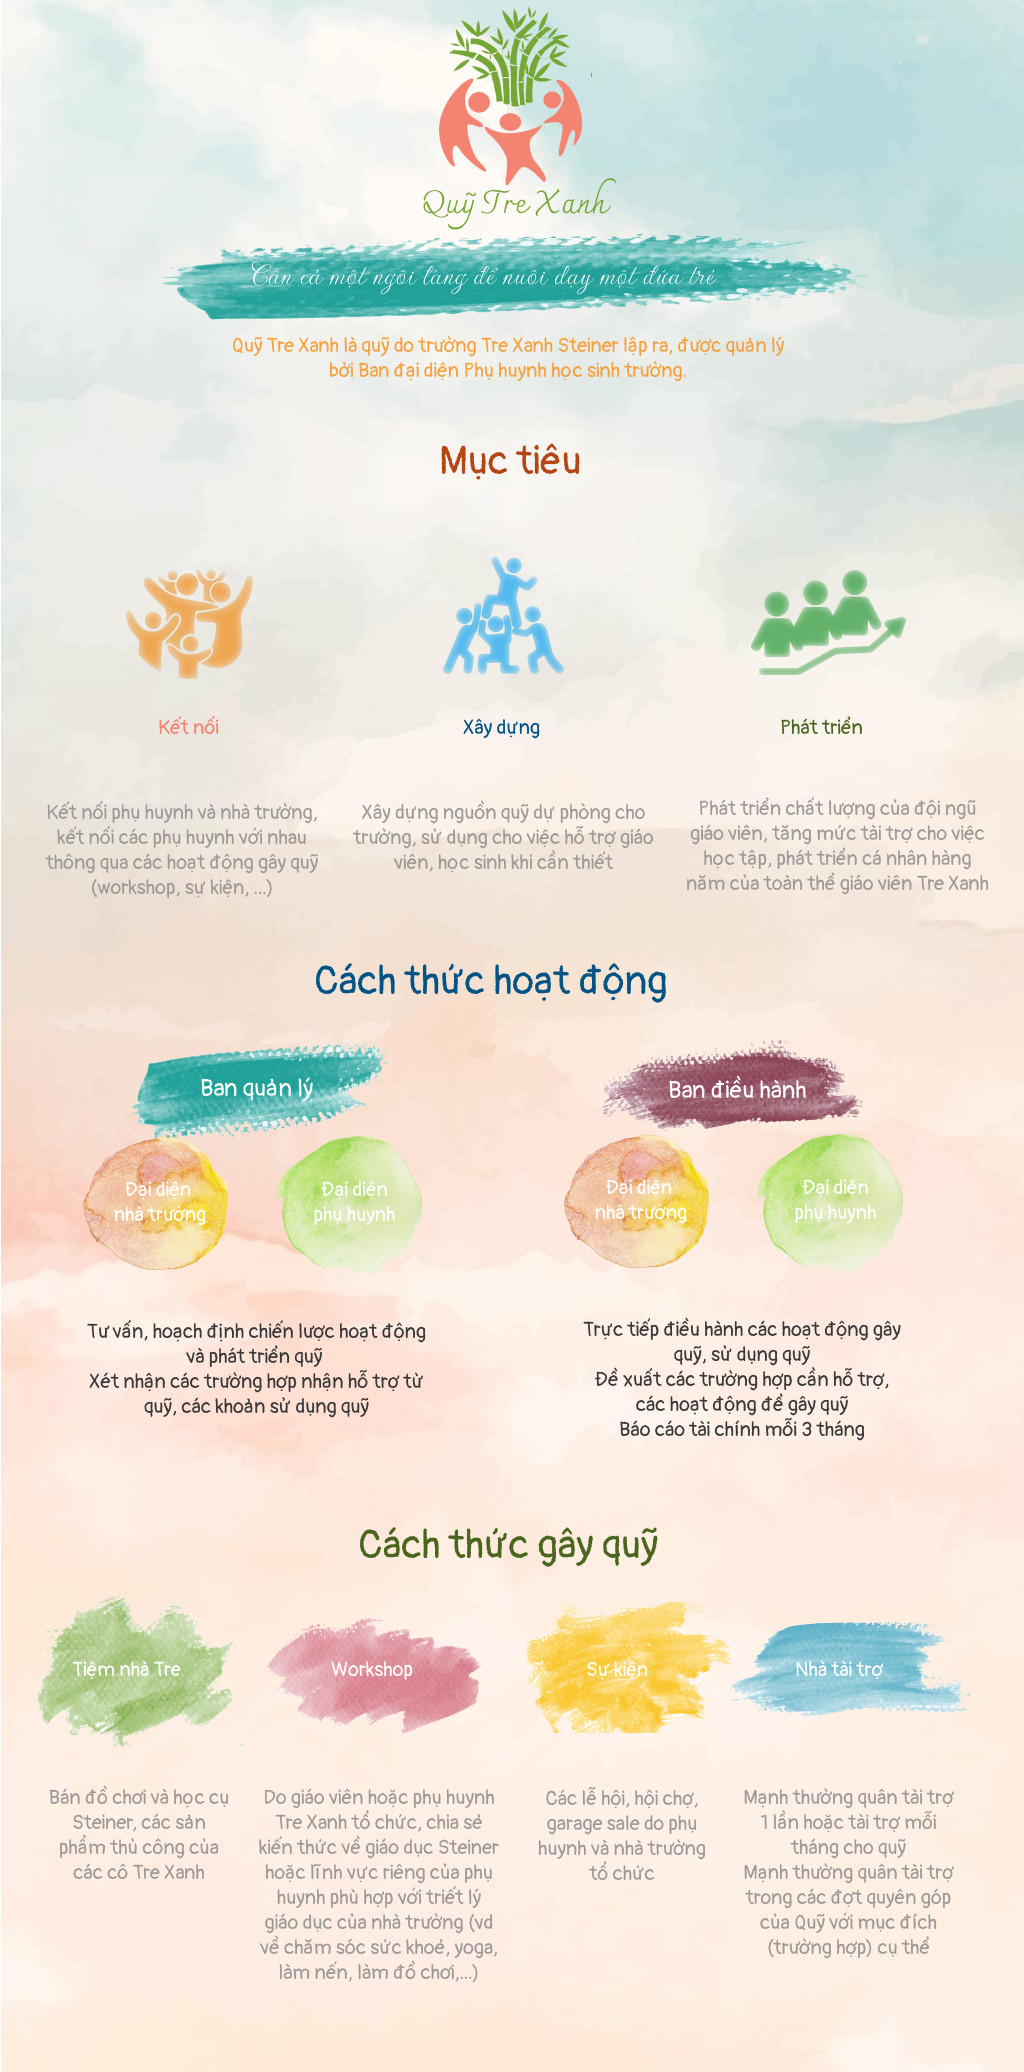 Quỹ Tre Xanh
Cần cả một ngôi làng để nuôi dạy một đứa trẻ
Quỹ Tre Xanh là quỹ do trường Tre Xanh Steiner lập ra, được quản lý
bởi Ban đại diện Phụ huynh học sinh trường.
Mục tiêu
Kết nối
Kết nối phụ huynh và nhà trường,
kết nối các phụ huynh với nhau
thông qua các hoạt động gây quỹ
(workshop, sự kiện, ...)
Xây dựng
Xây dựng nguồn quỹ dự phòng cho
trường, sử dụng cho việc hỗ trợ giáo
viên, học sinh khi cần thiết
Phát triển
Phát triển chất lượng của đội ngũ
giáo viên, tăng mức tài trợ cho việc
học tập, phát triển cá nhân hàng
năm của toàn thể giáo viên Tre Xanh
Cách thức hoạt động
Ban quản lý
Đại diện
nhà trường
Đại diện
phụ huynh
Tư vấn, hoạch định chiến lược hoạt động
và phát triển quỹ
Xét nhận các trường hợp nhận hỗ trợ từ
quỹ, các khoản sử dụng quỹ
Ban điều hành
Đại diện
nhà trường
Đại diện
phụ huynh
Trực tiếp điều hành các hoạt động gây
quỹ, sử dụng quỹ
Đề xuất các trường hợp cần hỗ trợ,
các hoạt động để gây quỹ
Báo cáo tài chính mỗi 3 tháng
Cách thức gây quỹ
Tiệm nhà Tre
Bán đồ chơi và học cụ
Steiner, các sản
phẩm thủ công của
các cô Tre Xanh
Workshop
Do giáo viên hoặc phụ huynh
Tre Xanh tổ chức, chia sẻ
kiến thức về giáo dục Steiner
hoặc lĩnh vực riêng của phụ
huynh phù hợp với triết lý
giáo dục của nhà trường (vd
về chăm sóc sức khoẻ, yoga,
làm nến, làm đồ chơi,...)
Sự kiện
Các lễ hội, hội chợ,
garage sale do phụ
huynh và nhà trường
tổ chức
Nhà tài trợ
Mạnh thường quân tài trợ
1 lần hoặc tài trợ mỗi
tháng cho quỹ
Mạnh thường quân tài trợ
trong các đợt quyên góp
của Quỹ với mục đích
(trường hợp) cụ thể